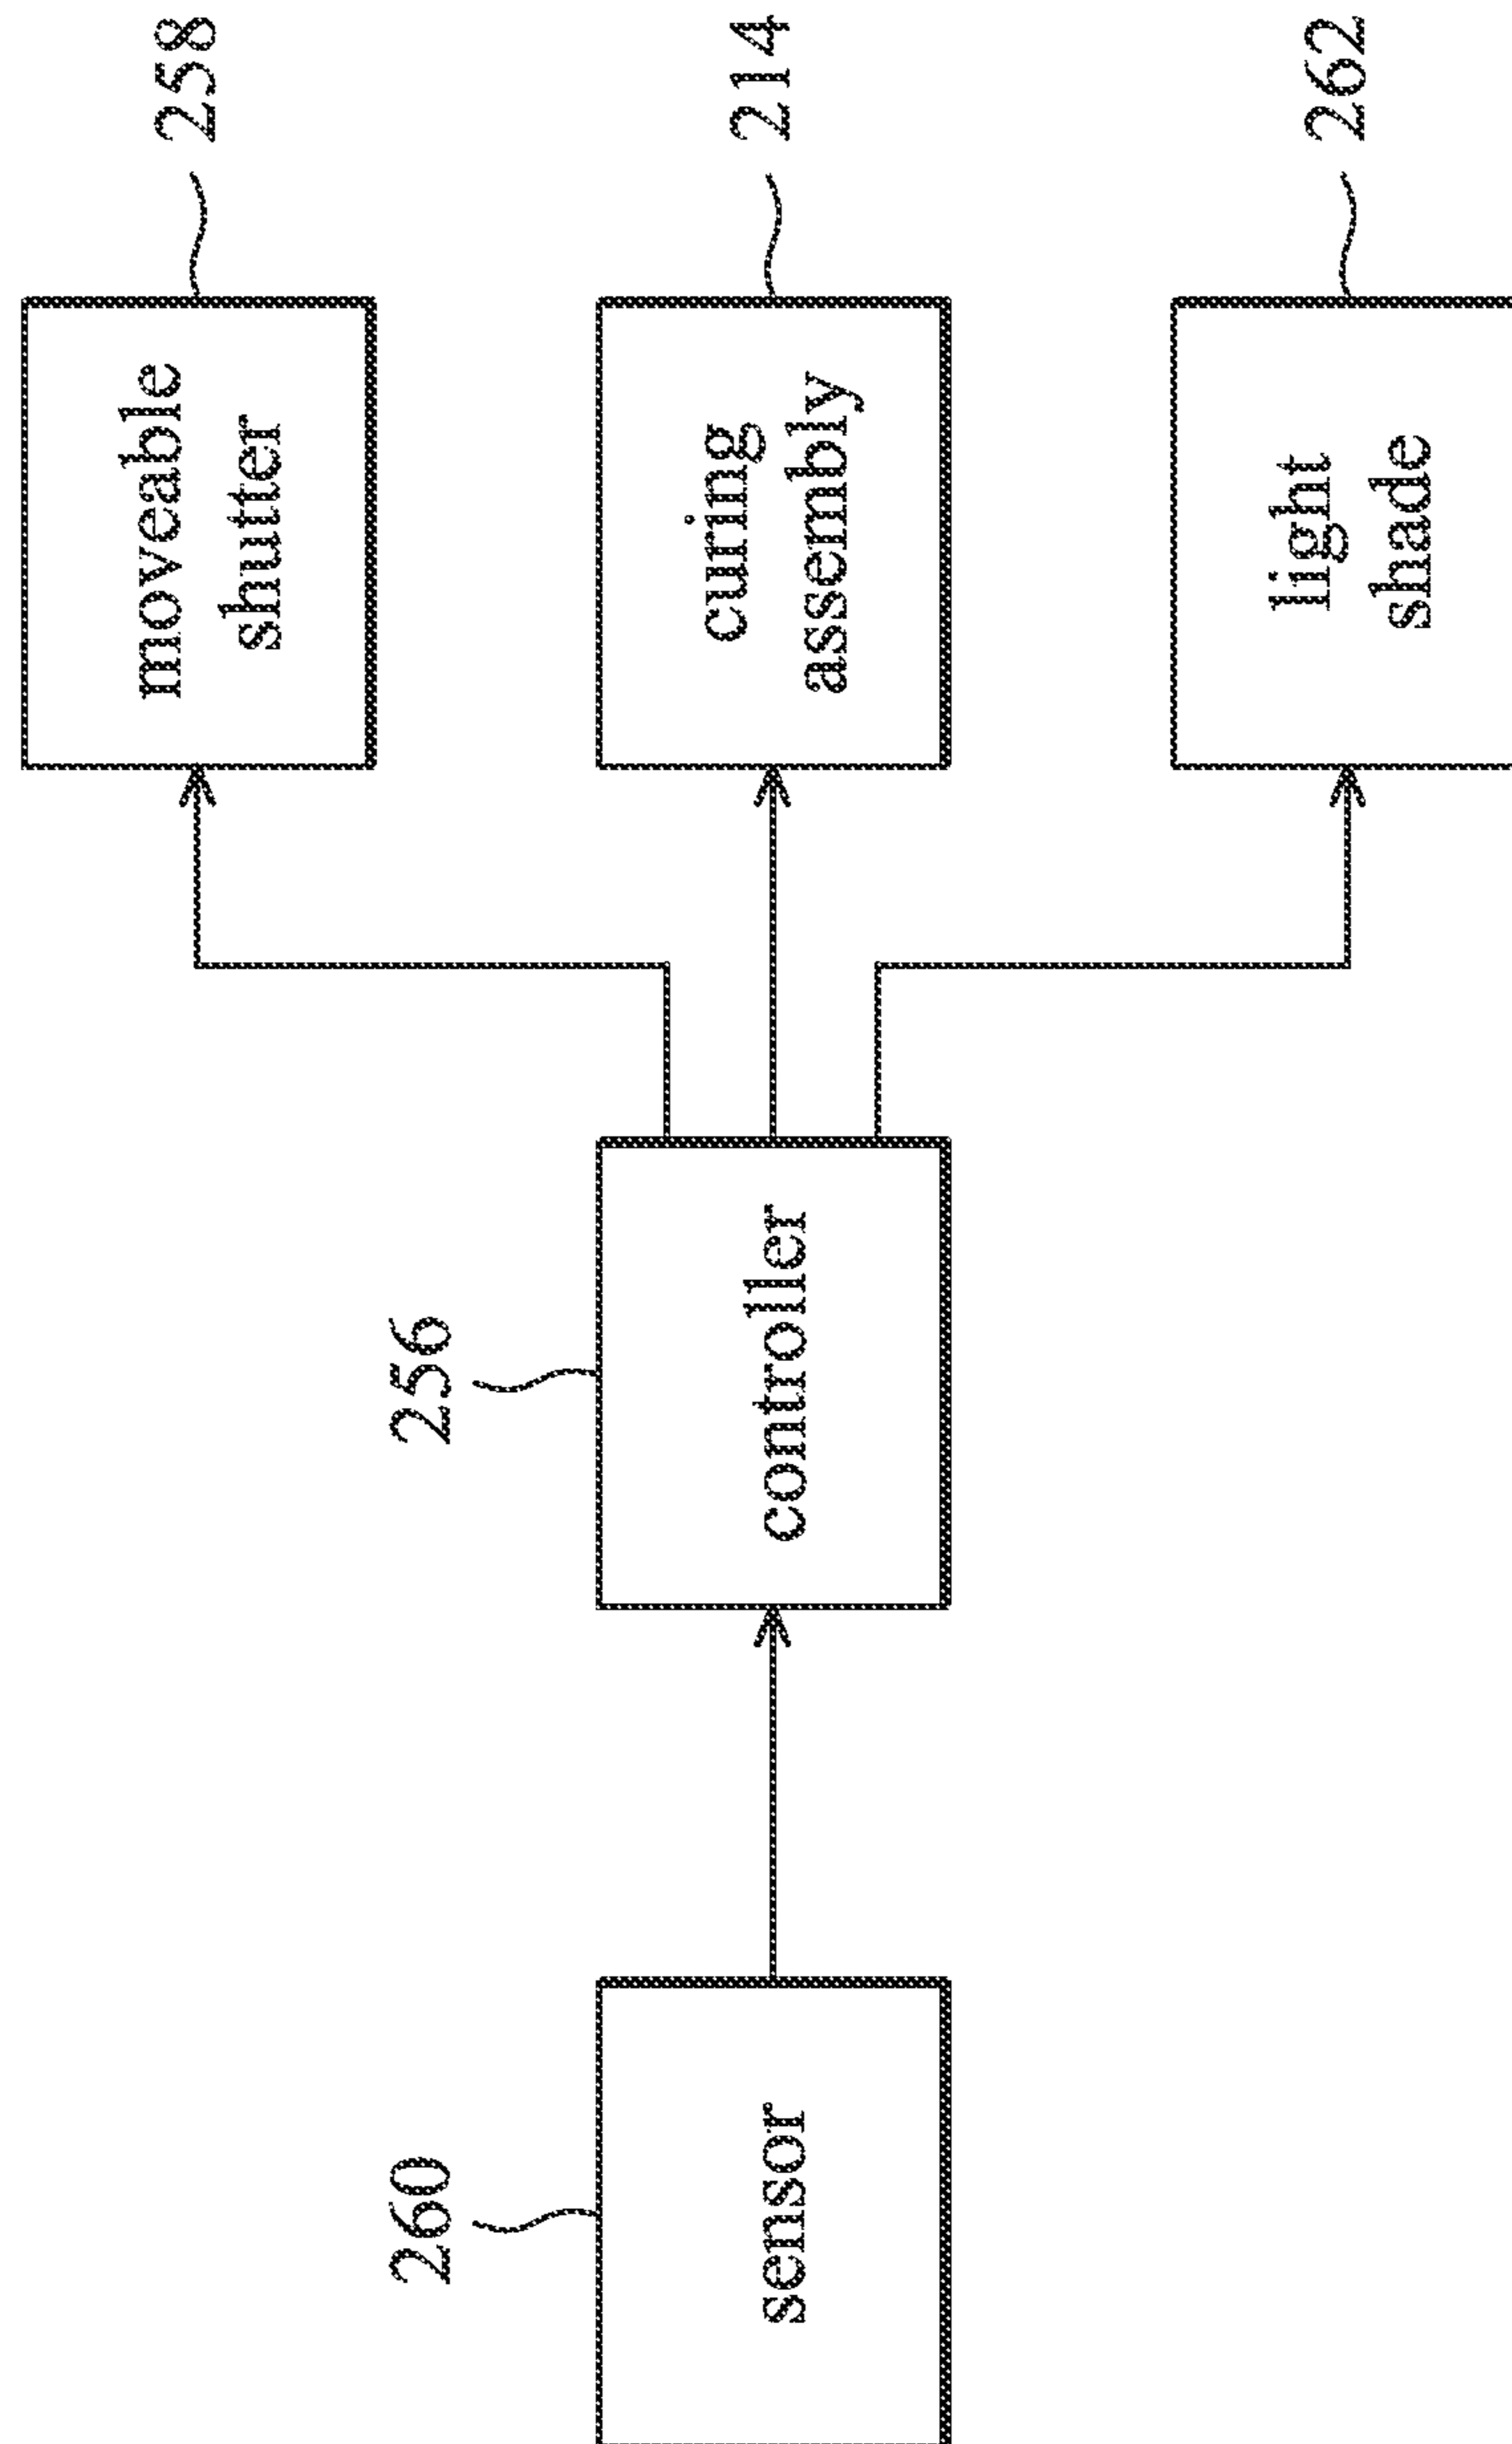 260
sensor
256
controller
moveable
shutter
258
curing
assembly
214
light
shade
262